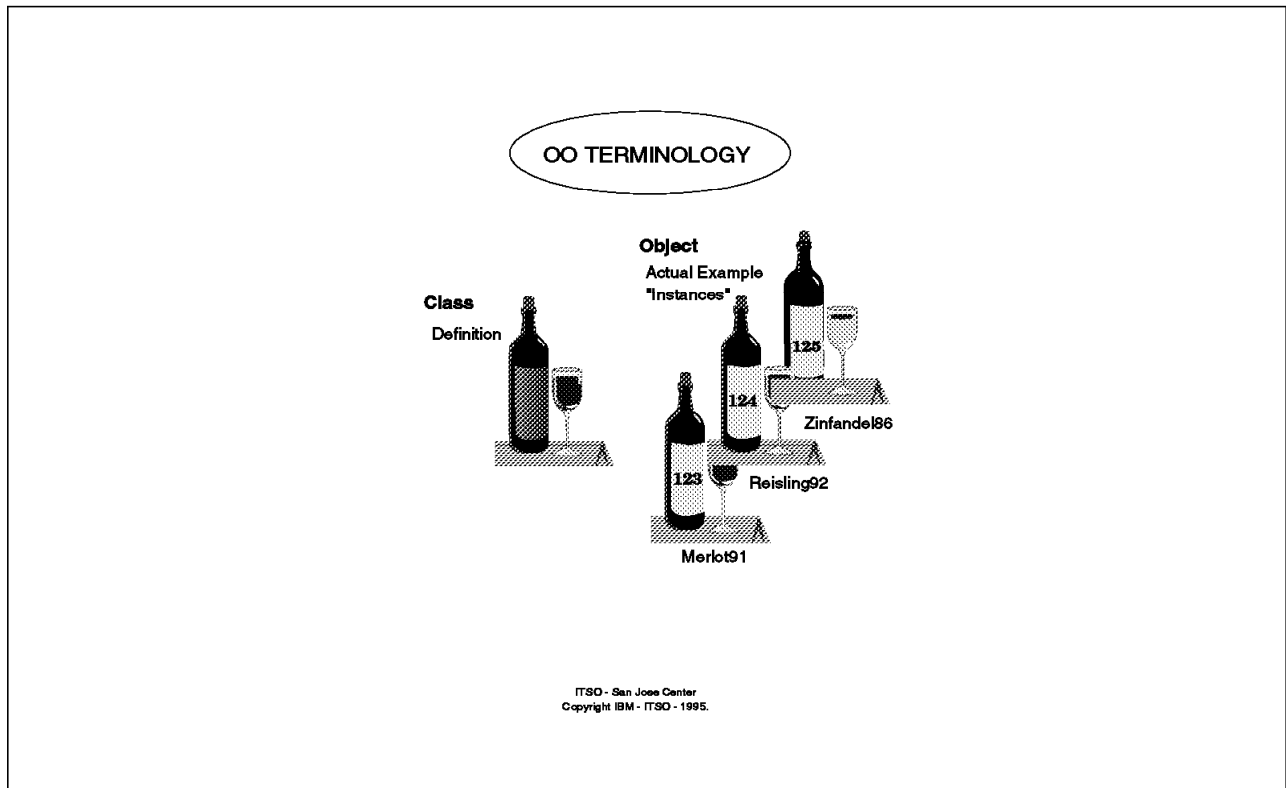 OO TERMINOLOGY
Object
Actual Example
"Instances"
Class
Definition
125
124
Zinfandel86
123
Reisling92
Merlot91
ITSO - San Jose Center
Copyright IBM - ITSO - 1995.